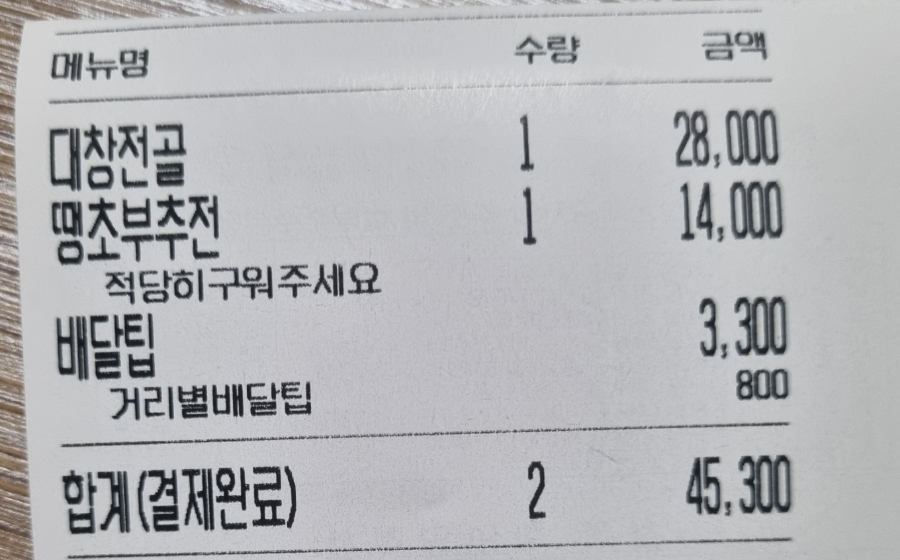 메뉴명 수량 금액
대창전골 1 28,000
땡초부추전 1 14,000
적당히구워주세요
배달팁 3,300
거리별배달팁 800
합계(결제완료) 2 45,300